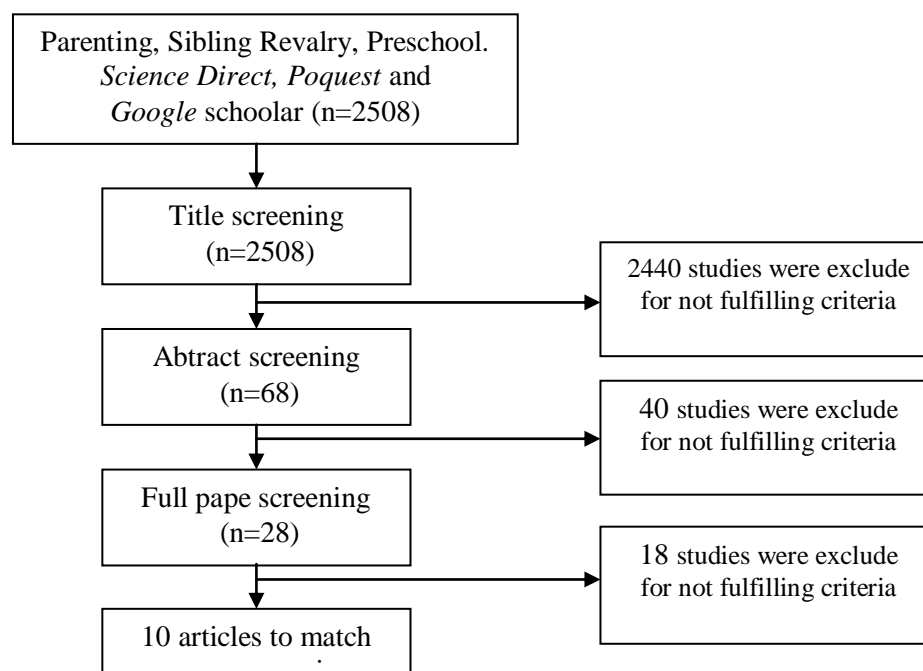 Parenting, Sibling Revalry, Preschool.
Science Direct, Poquest and
Google schoolar (n=2508)
Title screening
(n=2508)
2440 studies were exclude
for not fulfilling criteria
Abtract screening
(n=68)
40 studies were exclude
for not fulfilling criteria
Full pape screening
(n=28)
18 studies were exclude
for not fulfilling criteria
10 articles to match